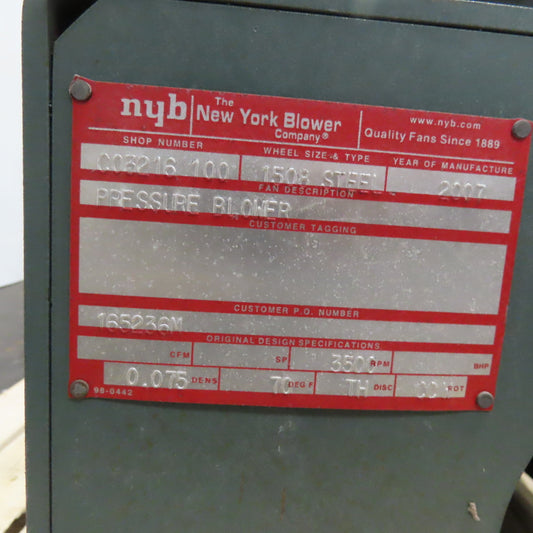 nyb The New York Blower Company®
www.nyb.com
Quality Fans Since 1889
SHOP NUMBER WHEEL SIZE & TYPE YEAR OF MANUFACTURE
C03216 100 1508 STEEL 2007
FAN DESCRIPTION
PRESSURE BLOWER
CUSTOMER TAGGING
CUSTOMER P.O. NUMBER
165236M
ORIGINAL DESIGN SPECIFICATIONS
CFM SP 3500 RPM BHP
0.075 DENS 70 DEG F TH DISC ROT
98-0442